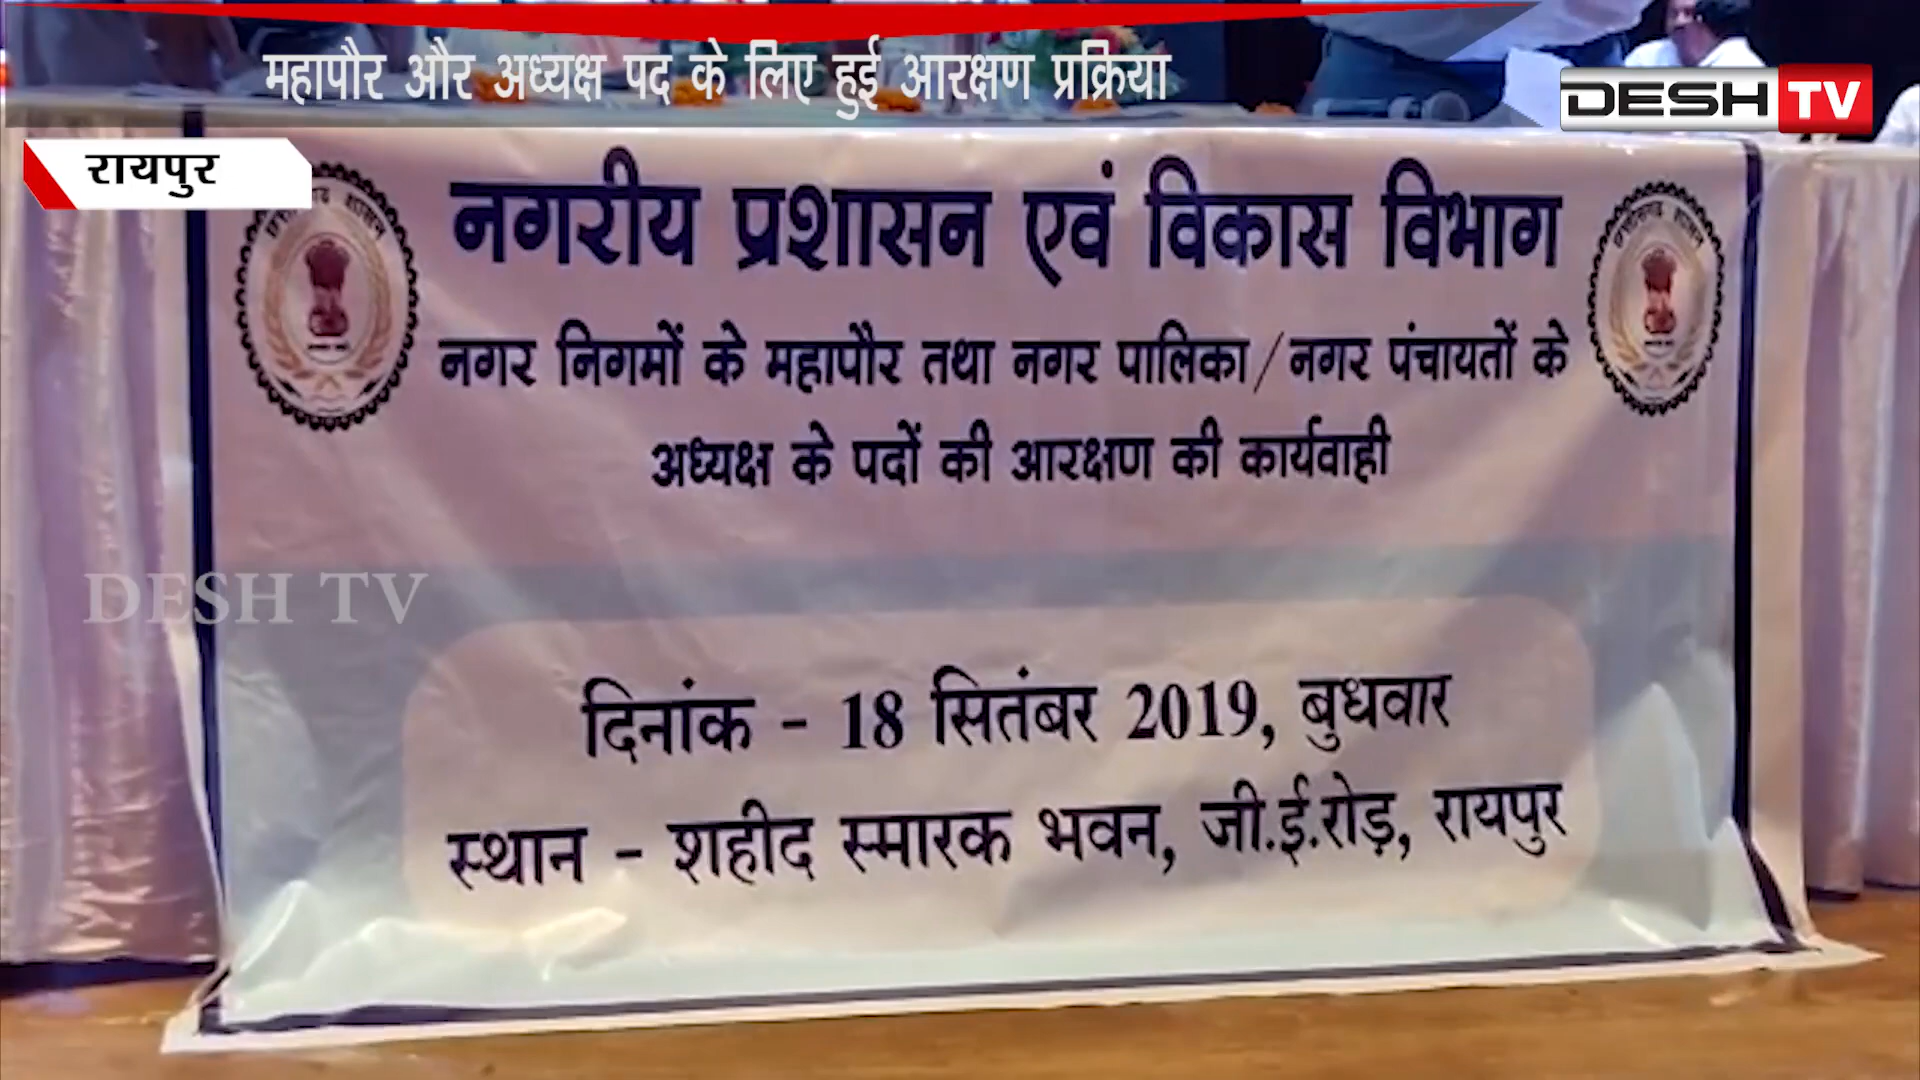 महापौर और अध्यक्ष पद के लिए हुई आरक्षण प्रक्रिया
DESH TV
रायपुर
नगरीय प्रशासन एवं विकास विभाग
नगर निगमों के महापौर तथा नगर पालिका/नगर पंचायतों के
अध्यक्ष के पदों की आरक्षण की कार्यवाही
DESH TV
दिनांक - 18 सितंबर 2019, बुधवार
स्थान - शहीद स्मारक भवन, जी.ई.रोड़, रायपुर